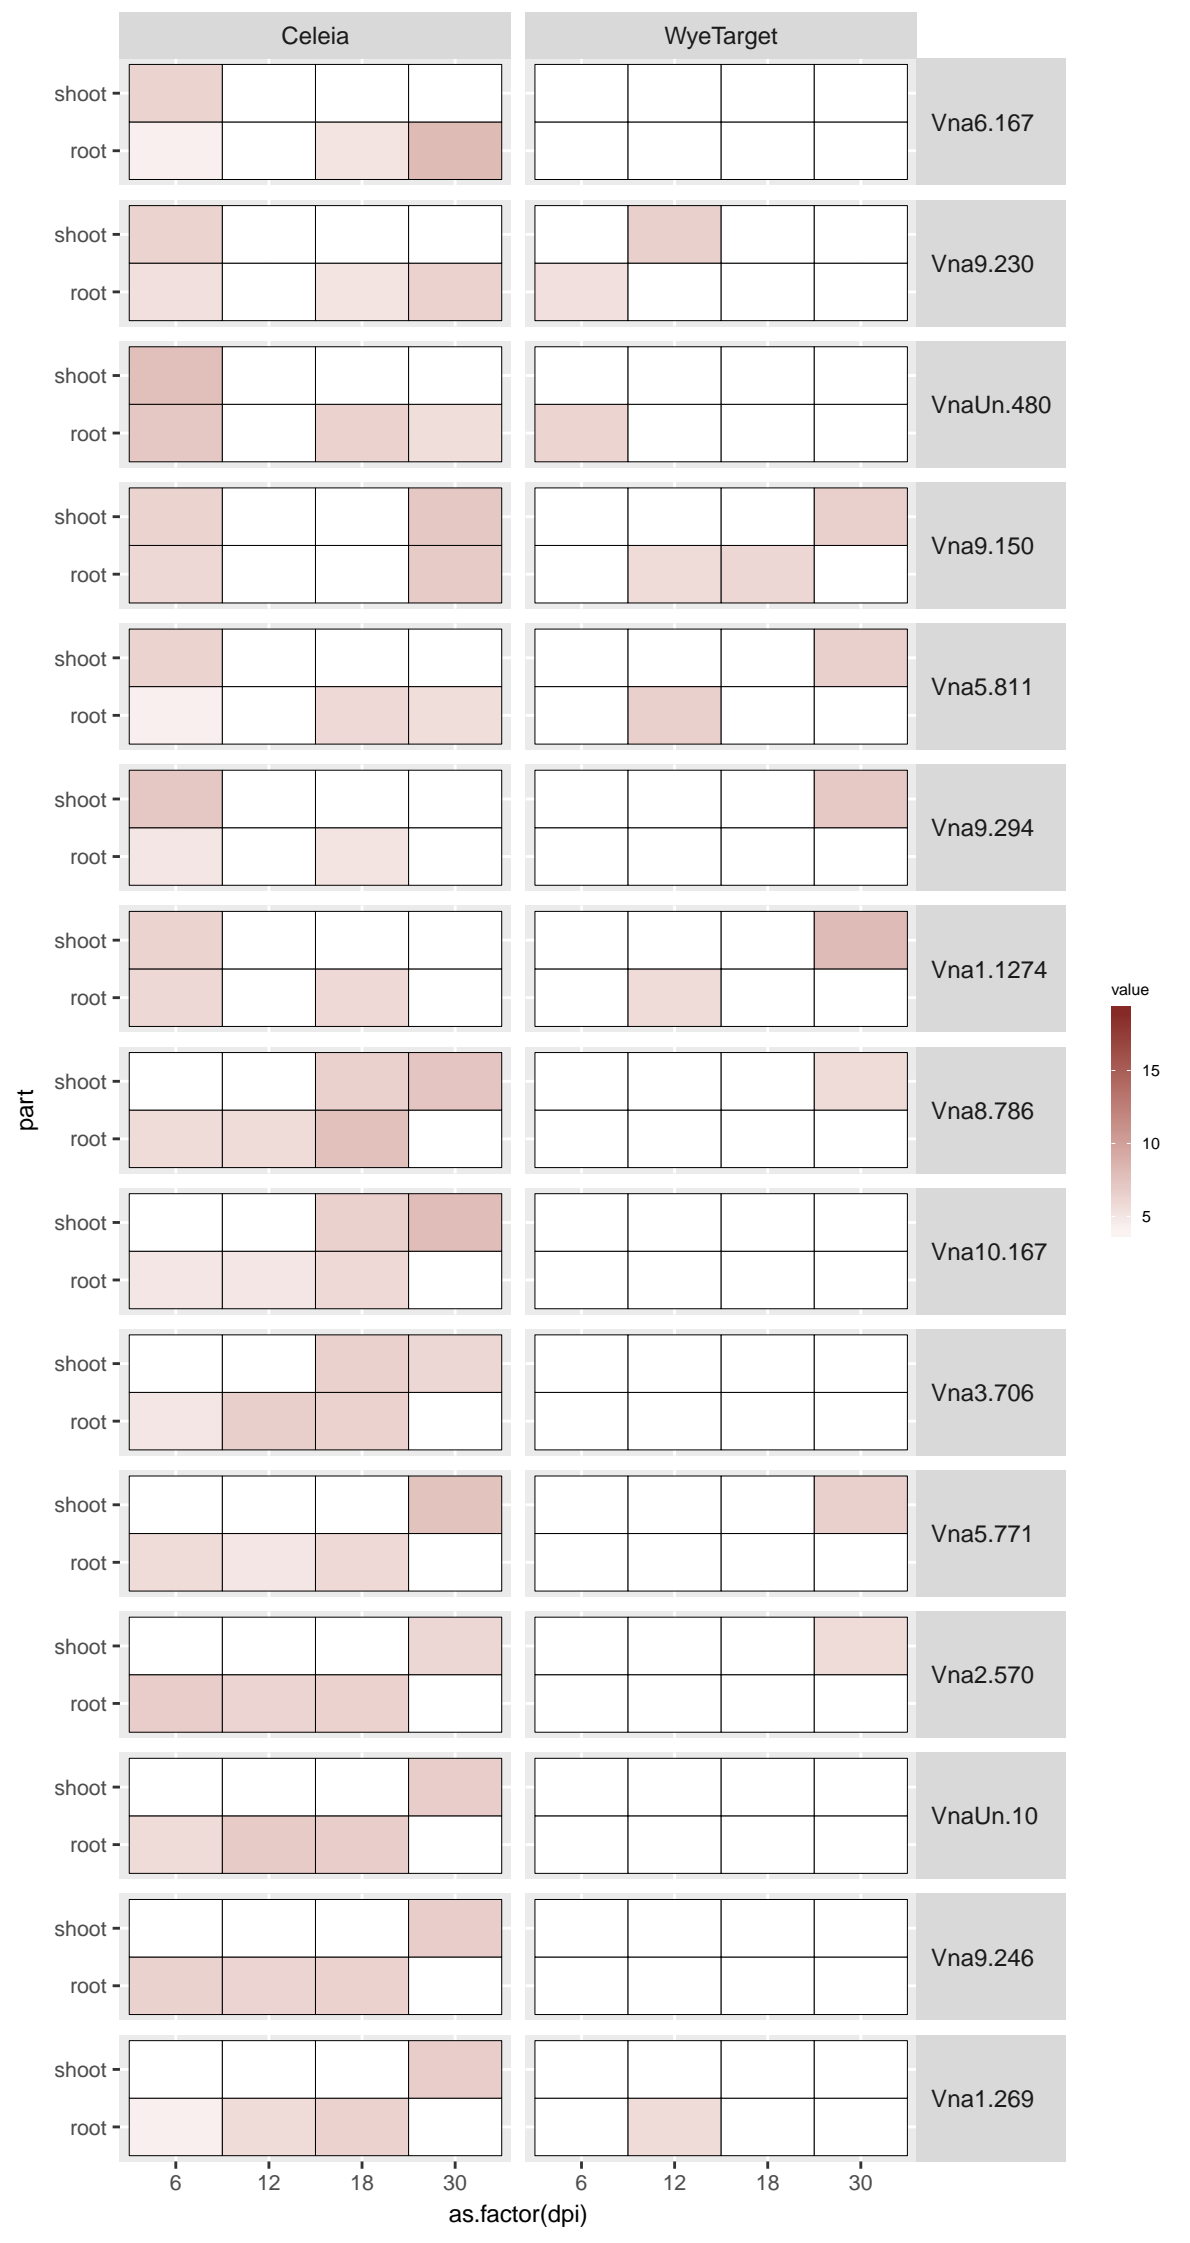 Celeia WyeTarget
shoot
root
Vna6.167
shoot
root
Vna9.230
shoot
root
VnaUn.480
shoot
root
Vna9.150
shoot
root
Vna5.811
shoot
root
Vna9.294
shoot
root
Vna1.1274
shoot
root
Vna8.786
shoot
root
Vna10.167
shoot
root
Vna3.706
shoot
root
Vna5.771
shoot
root
Vna2.570
shoot
root
VnaUn.10
shoot
root
Vna9.246
shoot
root
Vna1.269
6 12 18 30 6 12 18 30
as.factor(dpi)
part
value
15
10
5